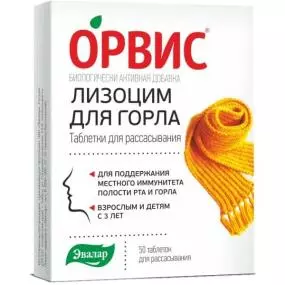 ОРВИС®
БИОЛОГИЧЕСКИ АКТИВНАЯ ДОБАВКА
ЛИЗОЦИМ
ДЛЯ ГОРЛА
Таблетки для рассасывания
ДЛЯ ПОДДЕРЖАНИЯ
МЕСТНОГО ИММУНИТЕТА
ПОЛОСТИ РТА И ГОРЛА
ВЗРОСЛЫМ И ДЕТЯМ
С 3 ЛЕТ
Эвалар
50 таблеток
для рассасывания